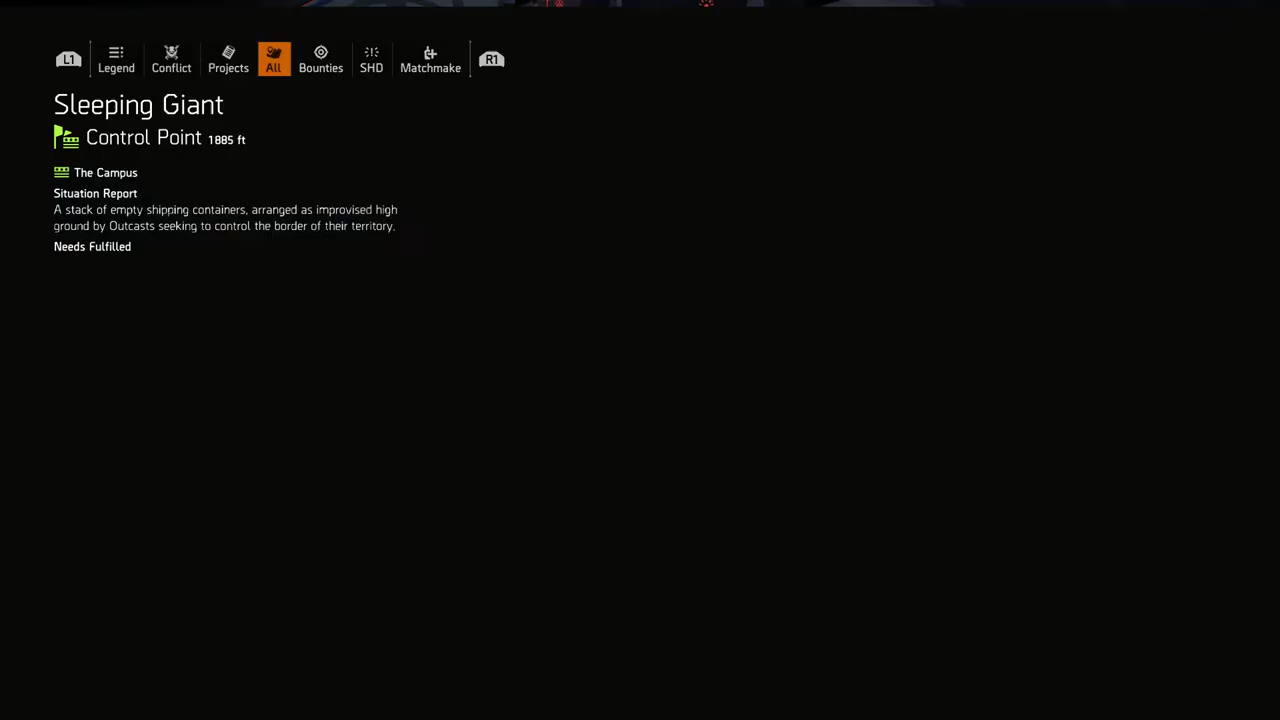 L1 Legend Conflict Projects All Bounties SHD Matchmake R1
Sleeping Giant
Control Point 1885 ft
The Campus
Situation Report
A stack of empty shipping containers, arranged as improvised high
ground by Outcasts seeking to control the border of their territory.
Needs Fulfilled